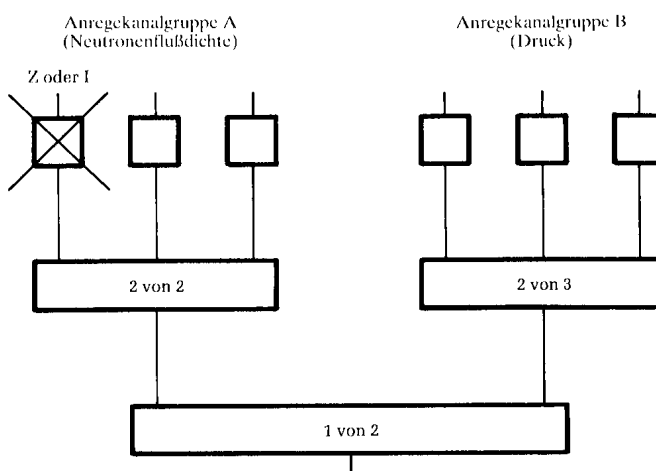 Anregekanalgruppe A
(Neutronenflußdichte)
Anregekanalgruppe B
(Druck)
Z oder I
2 von 2
2 von 3
1 von 2